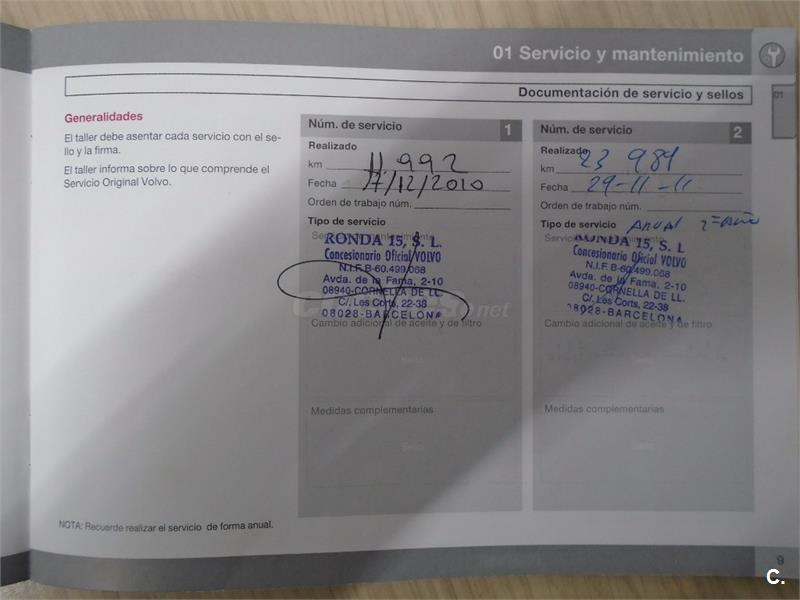 01 Servicio y mantenimiento
Documentación de servicio y sellos
01
Generalidades
El taller debe asentar cada servicio con el se-
llo y la firma.
El taller informa sobre lo que comprende el
Servicio Original Volvo.
Núm. de servicio 1
Realizado
km 11.992
Fecha 17/12/2010
Orden de trabajo núm.
Tipo de servicio
RONDA 15, S. L.
Concesionario Oficial VOLVO
N.I.F. B-60.499.068
Avda. de la Fama, 2-10
08940-CORNELLA DE LL.
C/, Les Corts, 22-38
08028-BARCELONA
Cambio adicional de aceite y de filtro
Sello
Medidas complementarias
Sello
Núm. de servicio 2
Realizado
km 23 989
Fecha 29-11-11
Orden de trabajo núm.
Tipo de servicio ANUAL 2º AÑO
RONDA 15, S. L
Concesionario Oficial VOLVO
N.I.F. B-60.499.068
Avda. de la Fama, 2-10
08940-CORNELLA DE LL.
C/, Les Corts, 22-38
08028-BARCELONA
Cambio adicional de aceite y de filtro
Medidas complementarias
Sello
NOTA: Recuerde realizar el servicio de forma anual.
9
C.